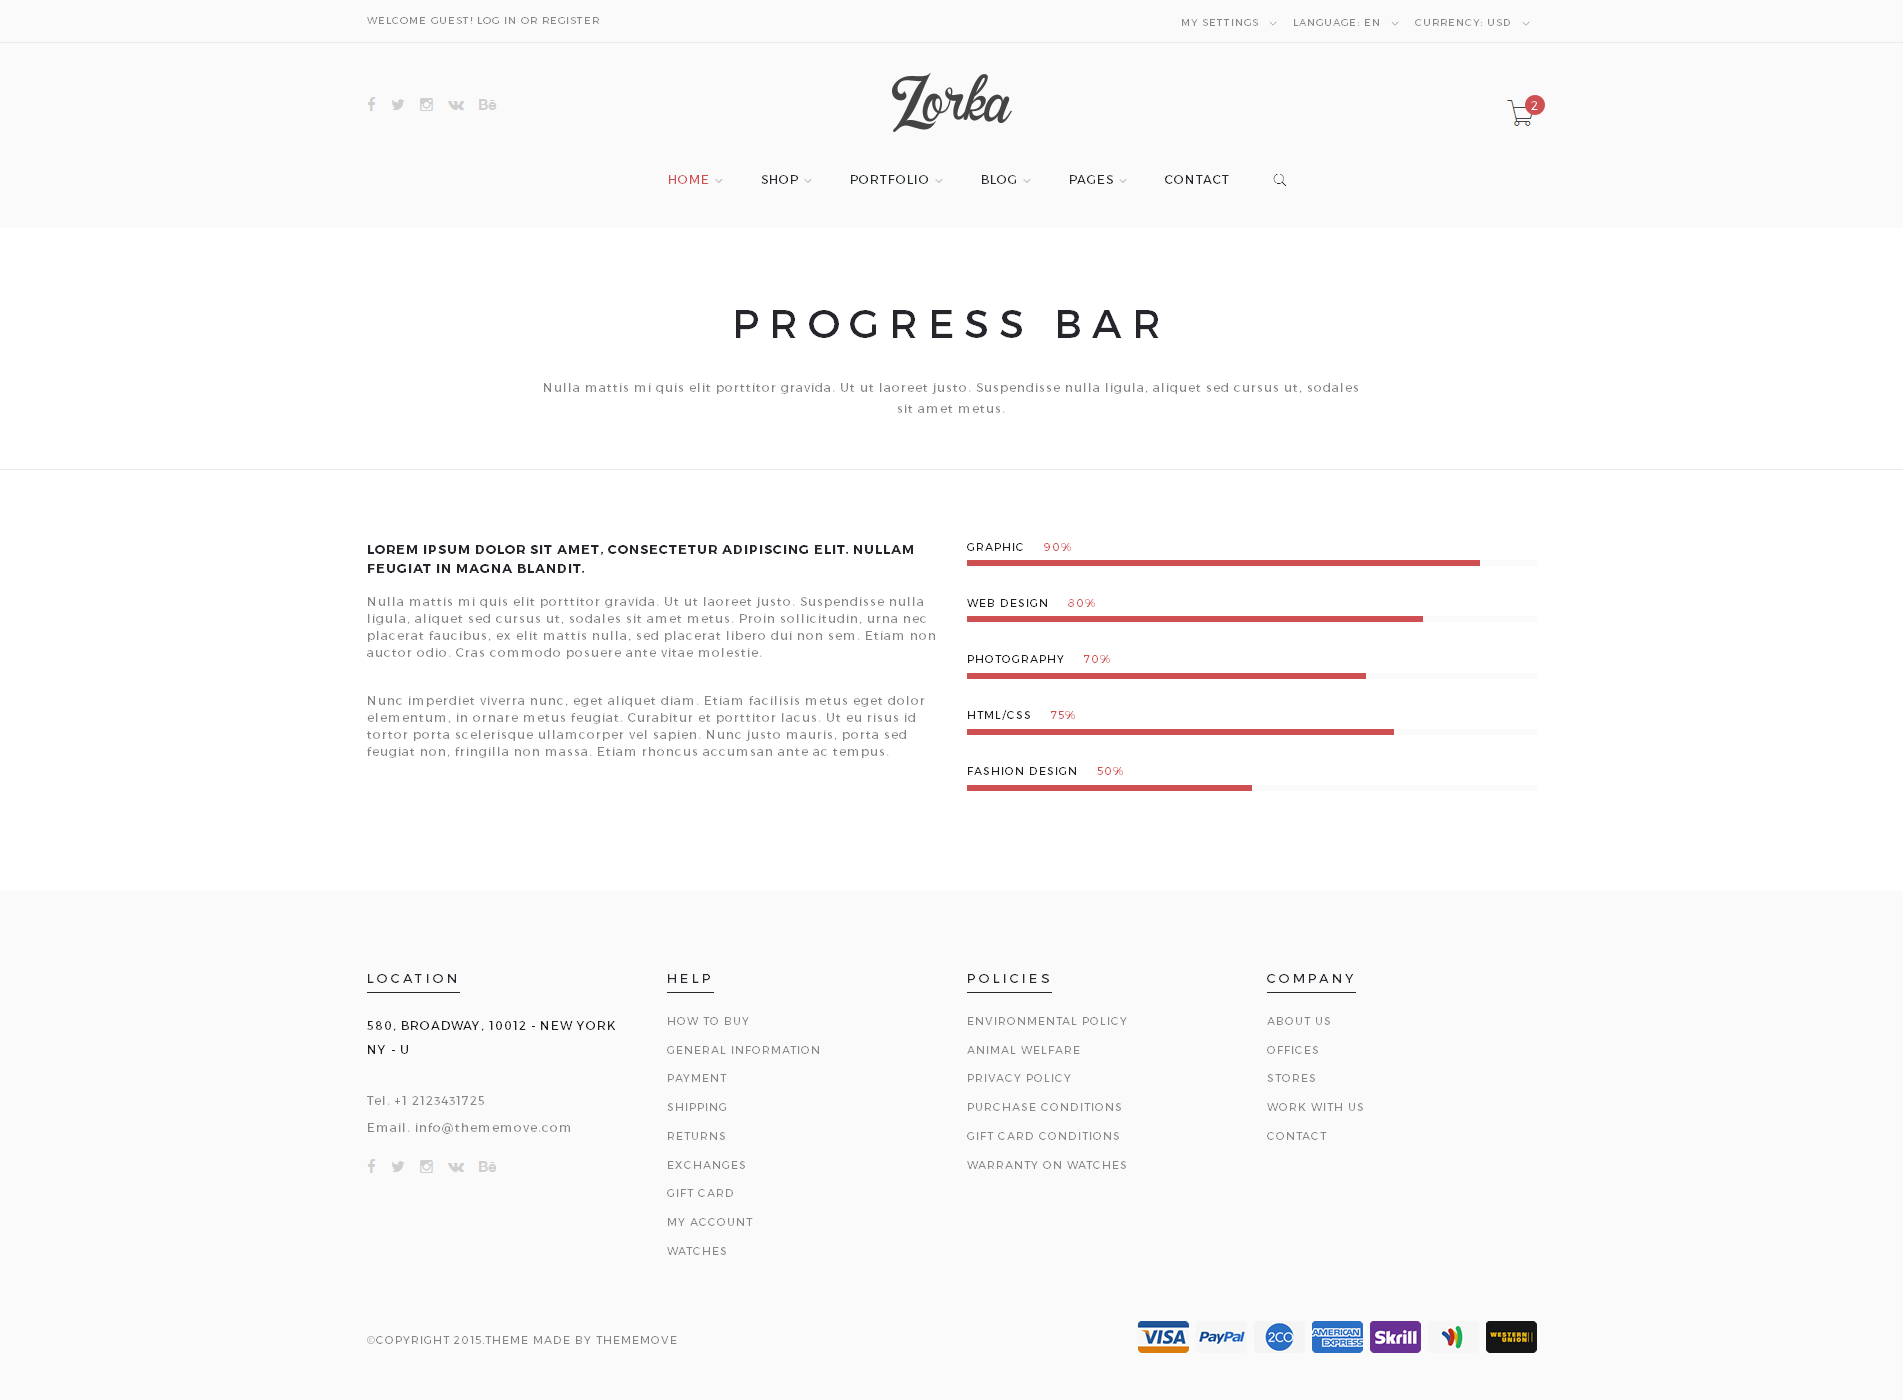 WELCOME GUEST! LOG IN OR REGISTER
MY SETTINGS LANGUAGE: EN CURRENCY: USD
Bē
Zorka
2
HOME SHOP PORTFOLIO BLOG PAGES CONTACT
PROGRESS BAR
Nulla mattis mi quis elit porttitor gravida. Ut ut laoreet justo. Suspendisse nulla ligula, aliquet sed cursus ut, sodales
sit amet metus.
LOREM IPSUM DOLOR SIT AMET, CONSECTETUR ADIPISCING ELIT. NULLAM
FEUGIAT IN MAGNA BLANDIT.
Nulla mattis mi quis elit porttitor gravida. Ut ut laoreet justo. Suspendisse nulla
ligula, aliquet sed cursus ut, sodales sit amet metus. Proin sollicitudin, urna nec
placerat faucibus, ex elit mattis nulla, sed placerat libero dui non sem. Etiam non
auctor odio. Cras commodo posuere ante vitae molestie.
Nunc imperdiet viverra nunc, eget aliquet diam. Etiam facilisis metus eget dolor
elementum, in ornare metus feugiat. Curabitur et porttitor lacus. Ut eu risus id
tortor porta scelerisque ullamcorper vel sapien. Nunc justo mauris, porta sed
feugiat non, fringilla non massa. Etiam rhoncus accumsan ante ac tempus.
GRAPHIC 90%
WEB DESIGN 80%
PHOTOGRAPHY 70%
HTML/CSS 75%
FASHION DESIGN 50%
LOCATION
580, BROADWAY, 10012 - NEW YORK
NY - U
Tel. +1 2123431725
Email. info@thememove.com
Bē
HELP
HOW TO BUY
GENERAL INFORMATION
PAYMENT
SHIPPING
RETURNS
EXCHANGES
GIFT CARD
MY ACCOUNT
WATCHES
POLICIES
ENVIRONMENTAL POLICY
ANIMAL WELFARE
PRIVACY POLICY
PURCHASE CONDITIONS
GIFT CARD CONDITIONS
WARRANTY ON WATCHES
COMPANY
ABOUT US
OFFICES
STORES
WORK WITH US
CONTACT
©COPYRIGHT 2015.THEME MADE BY THEMEMOVE
VISA PayPal 2CO AMERICAN EXPRESS Skrill WESTERN UNION